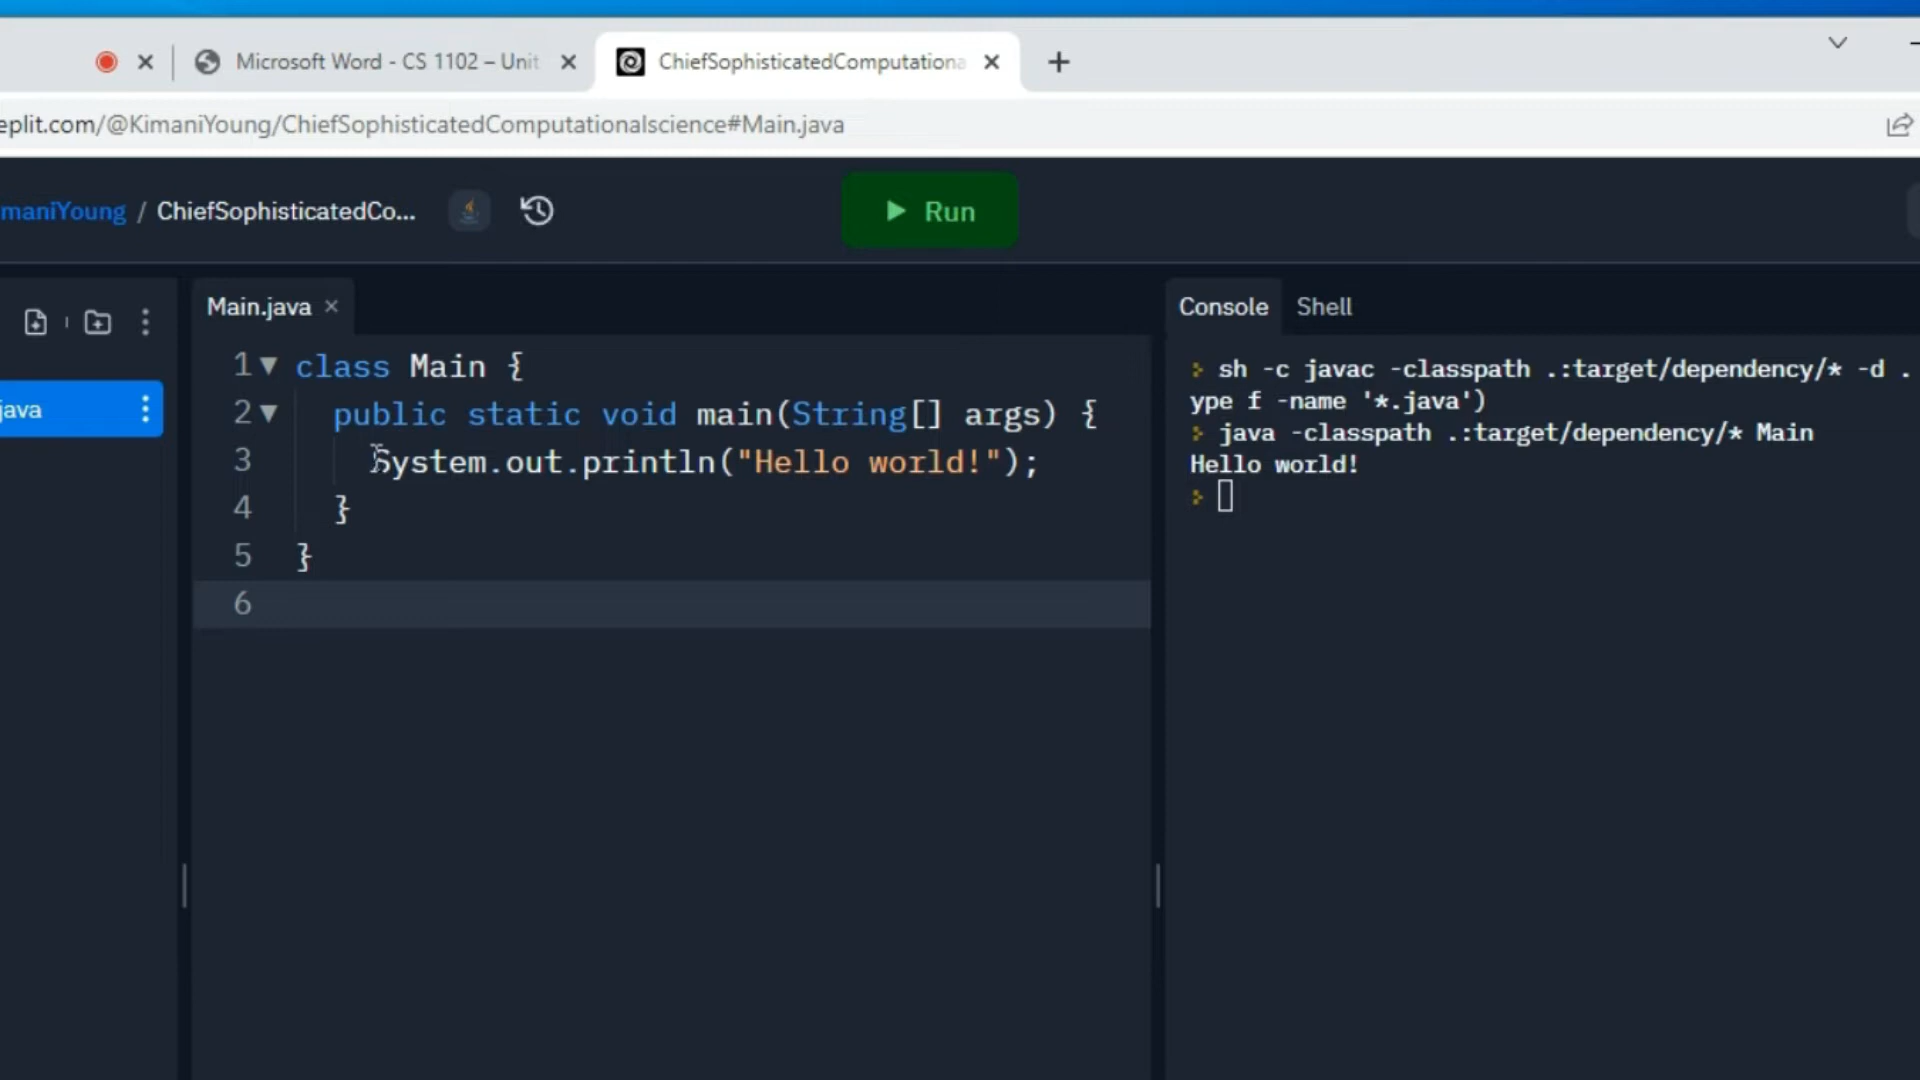 Microsoft Word - CS 1102 – Unit
ChiefSophisticatedComputationa
eplit.com/@KimaniYoung/ChiefSophisticatedComputationalscience#Main.java
maniYoung / ChiefSophisticatedCo...
Run
java
Main.java
1 class Main {
2 public static void main(String[] args) {
3 System.out.println("Hello world!");
4 }
5 }
6
Console Shell
sh -c javac -classpath .:target/dependency/* -d .
ype f -name '*.java')
java -classpath .:target/dependency/* Main
Hello world!